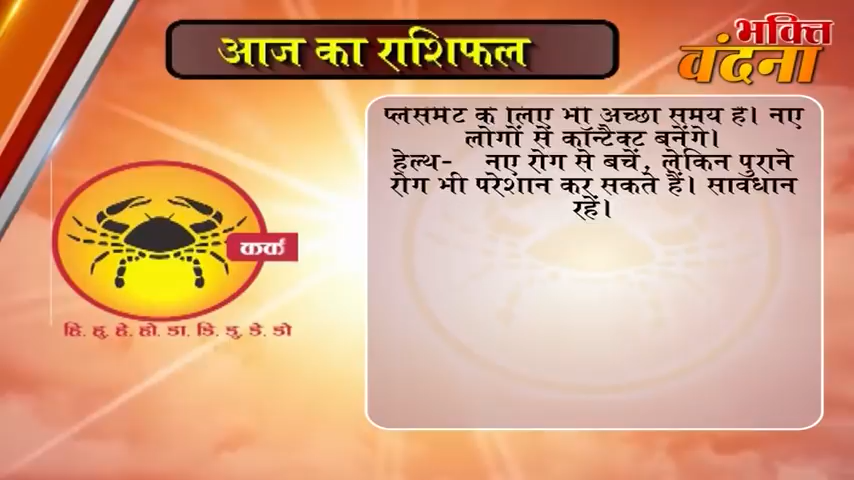 आज का राशिफल
भक्ति
वंदना
प्लेसमेंट के लिए भी अच्छा समय है। नए
लोगों से कॉन्टैक्ट बनेंगे।
हेल्थ- नए रोग से बचें, लेकिन पुराने
रोग भी परेशान कर सकते हैं। सावधान
रहें।
कर्क
हि. हु. हे. हो. डा. डि. डु. डे. डो